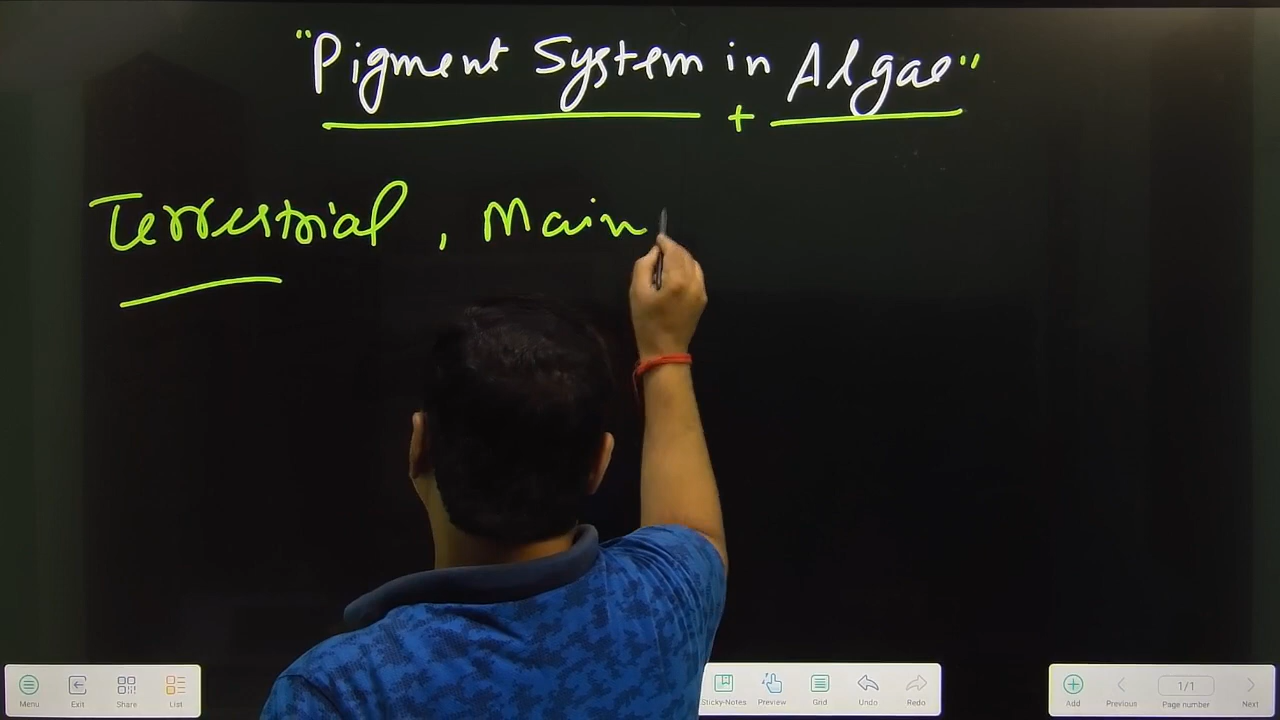 "Pigment System in Algae"
+
Terrestrial , Main
Menu Exit Share List Sticky-Notes Preview Grid Undo Redo Add Previous 1/1 Page number Next